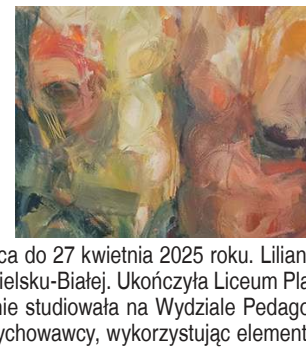 ca do 27 kwietnia 2025 roku. Lilian
ielsku-Białej. Ukończyła Liceum Pla
nie studiowała na Wydziale Pedago
ychowawcy, wykorzystując element